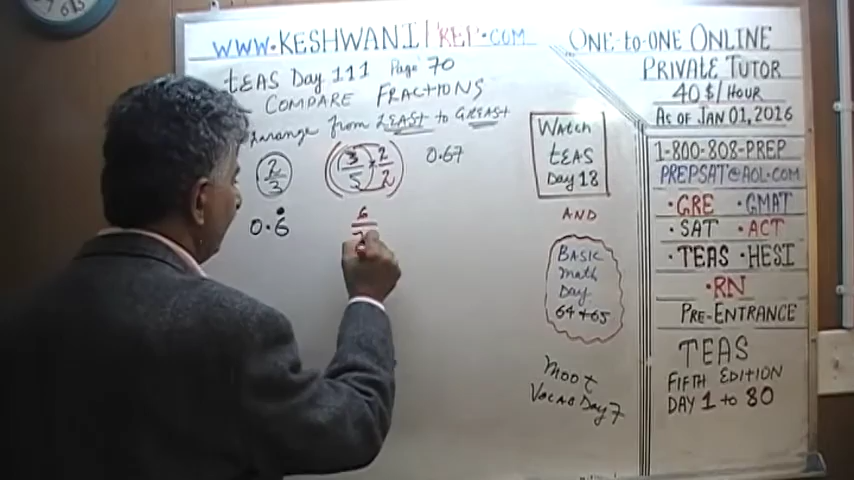 WWW.KESHWANIPREP.COM
TEAS Day 111 Page 70
COMPARE FRACTIONS
Arrange from LEAST to GREAST
2/3
3/5 × 2/2
0.67
0.6̇
6
Watch
TEAS
Day 18
AND
BASIC
math
Day
64+65
MOOT
VOCAB Day 7
ONE-to-ONE ONLINE
PRIVATE TUTOR
40$/HOUR
AS OF JAN 01, 2016
1-800-808-PREP
PREPSAT@AOL.COM
•GRE •GMAT
•SAT •ACT
•TEAS •HESI
•RN
PRE-ENTRANCE
TEAS
FIFTH EDITION
DAY 1 to 80